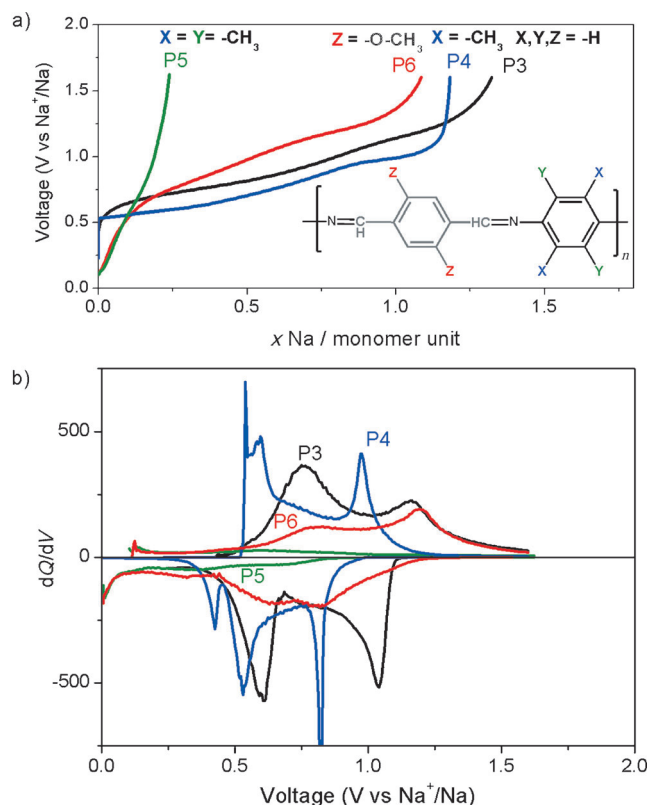 a)
X = Y= -CH3 Z = -O-CH3 X = -CH3 X,Y,Z = -H
P5 P6 P4 P3
2.0
1.5
1.0
0.5
0.0
Voltage (V vs Na+/Na)
Z Y X
N=CH HC=N n
Z X Y
0.0 0.5 1.0 1.5
x Na / monomer unit
b)
500
0
-500
dQ/dV
P4
P3
P6
P5
0.0 0.5 1.0 1.5 2.0
Voltage (V vs Na+/Na)